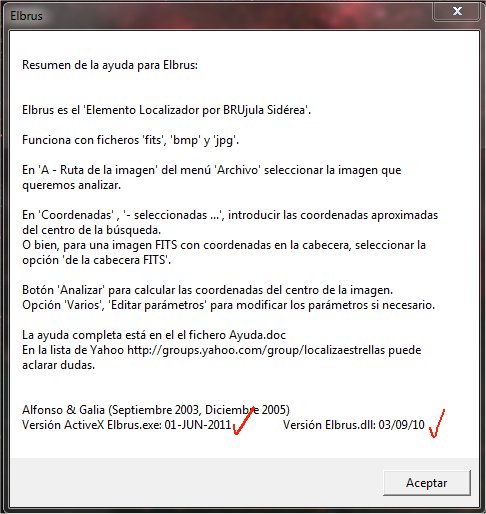 Elbrus
X
Resumen de la ayuda para Elbrus:
Elbrus es el 'Elemento Localizador por BRUjula Sidérea'.
Funciona con ficheros 'fits', 'bmp' y 'jpg'.
En 'A - Ruta de la imagen' del menú 'Archivo' seleccionar la imagen que
queremos analizar.
En 'Coordenadas' , '- seleccionadas ...', introducir las coordenadas aproximadas
del centro de la búsqueda.
O bien, para una imagen FITS con coordenadas en la cabecera, seleccionar la
opción 'de la cabecera FITS'.
Botón 'Analizar' para calcular las coordenadas del centro de la imagen.
Opción 'Varios', 'Editar parámetros' para modificar los parámetros si necesario.
La ayuda completa está en el el fichero Ayuda.doc
En la lista de Yahoo http://groups.yahoo.com/group/localizaestrellas puede
aclarar dudas.
Alfonso & Galia (Septiembre 2003, Diciembre 2005)
Versión ActiveX Elbrus.exe: 01-JUN-2011 Versión Elbrus.dll: 03/09/10
Aceptar